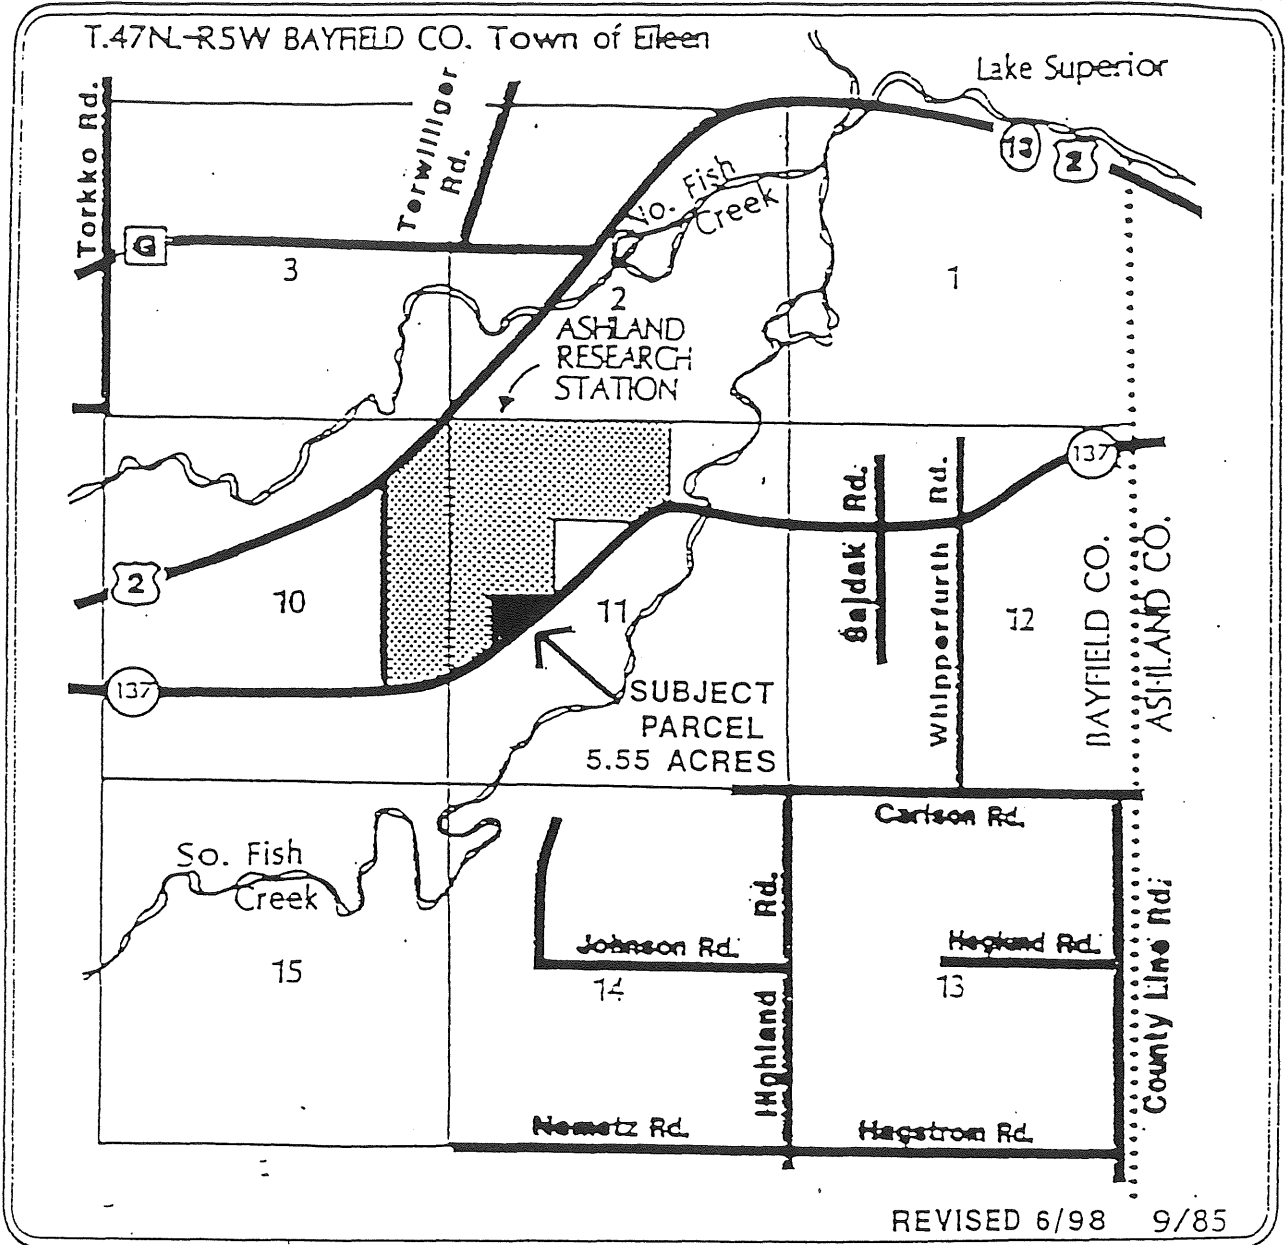 T.47N.-R5W BAYFIELD CO. Town of Eileen
Lake Superior
Torkko Rd.
Terwilliger
Rd.
13
2
No. Fish
Creek
G
3
2
1
ASHLAND
RESEARCH
STATION
137
Bajdak Rd.
Whipperfurth Rd.
BAYFIELD CO.
ASHLAND CO.
2
10
11
12
137
SUBJECT
PARCEL
5.55 ACRES
Carlson Rd.
So. Fish
Creek
Highland Rd.
Johnson Rd.
Hegland Rd.
County Line Rd.
15
14
13
Nemetz Rd.
Hagstrom Rd.
REVISED 6/98 9/85